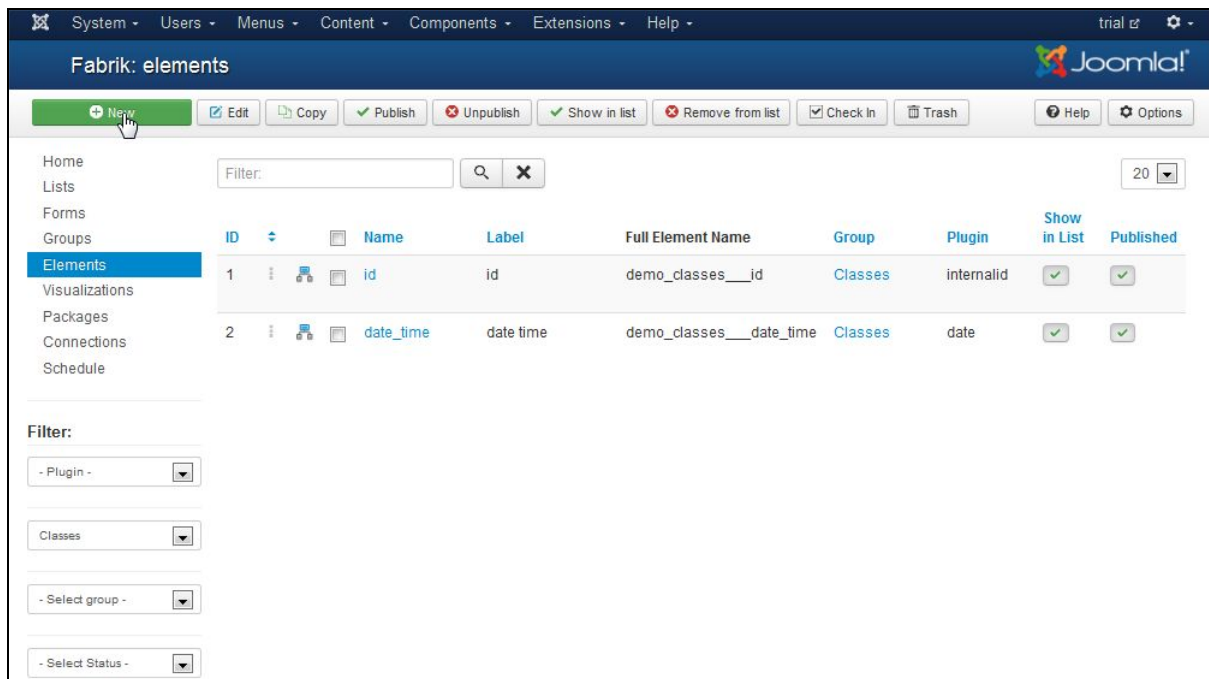 System Users Menus Content Components Extensions Help trial
Fabrik: elements Joomla!
New Edit Copy Publish Unpublish Show in list Remove from list Check In Trash Help Options
Home
Lists
Forms
Groups
Elements
Visualizations
Packages
Connections
Schedule
Filter:
- Plugin -
Classes
- Select group -
- Select Status -
Filter: 20
ID Name Label Full Element Name Group Plugin Show in List Published
1 id id demo_classes___id Classes internalid
2 date_time date time demo_classes___date_time Classes date